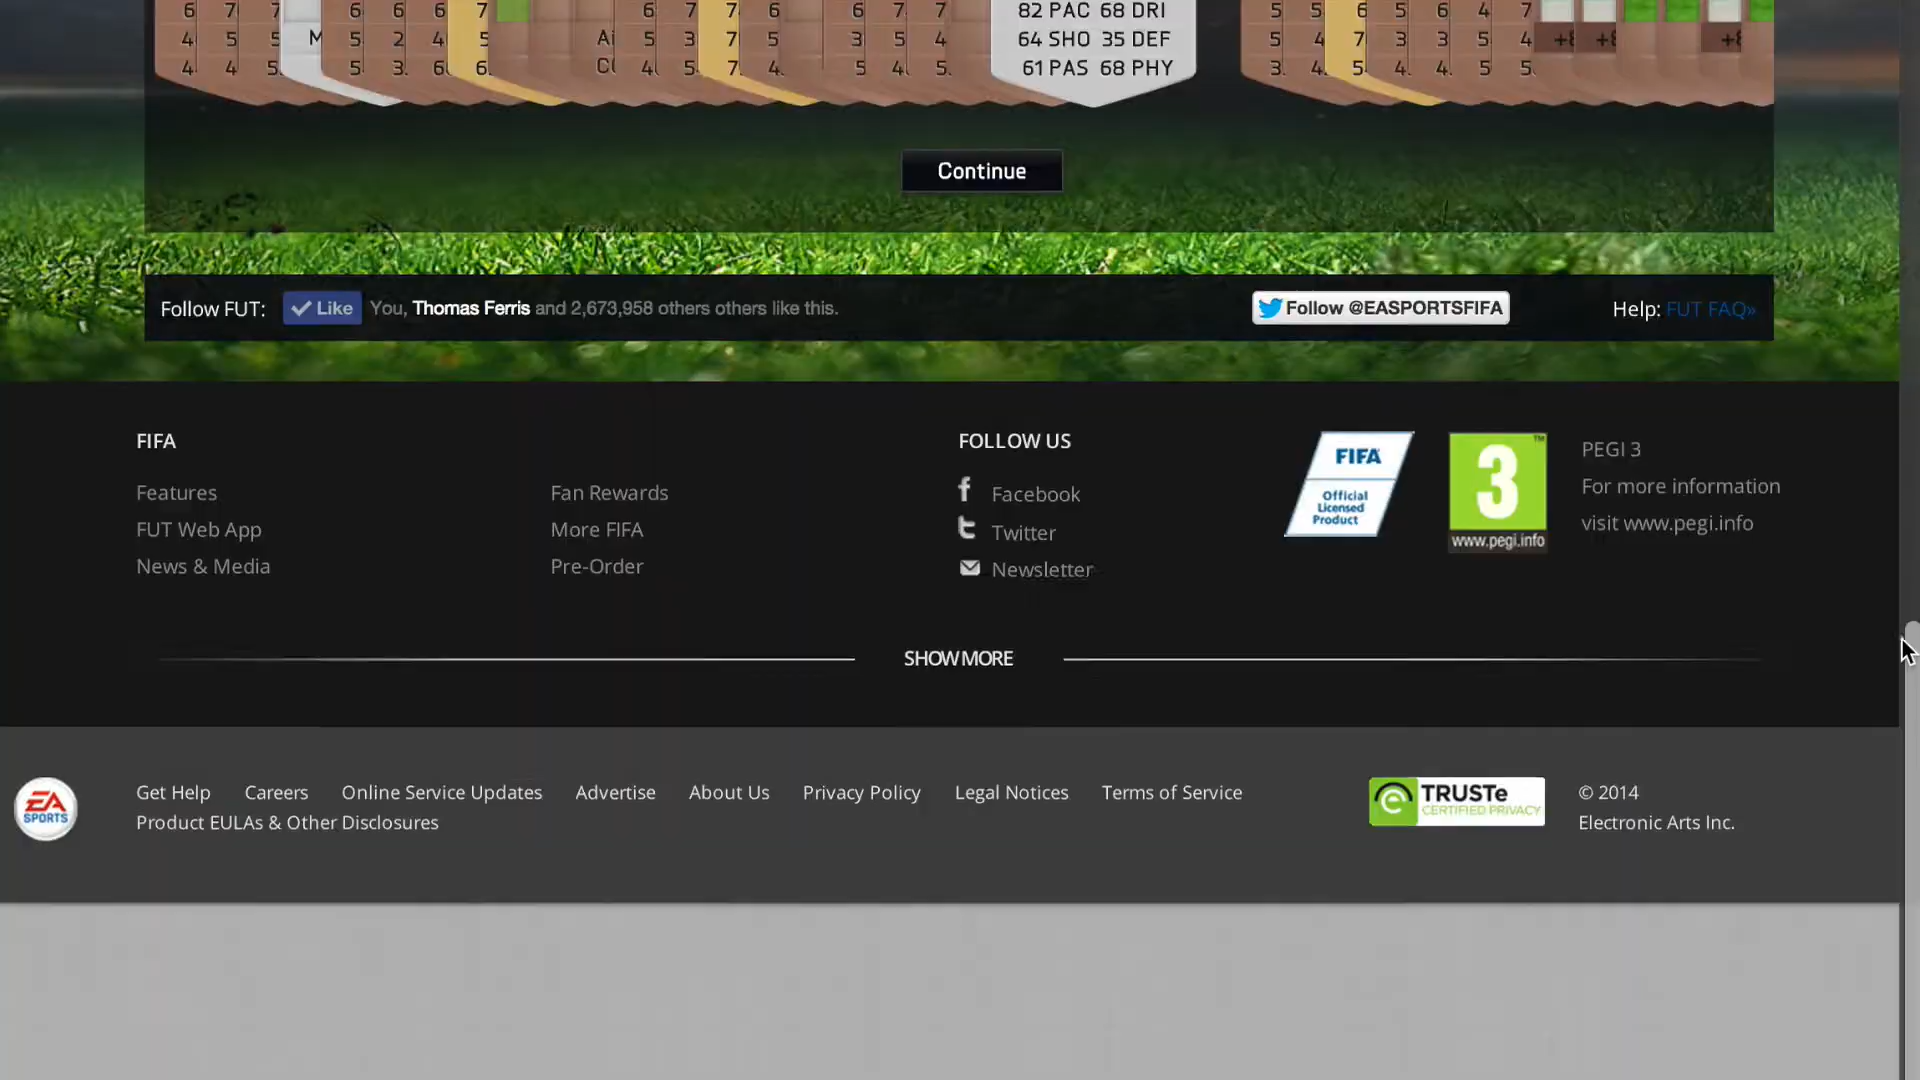 82 PAC 68 DRI
64 SHO 35 DEF
61 PAS 68 PHY
Continue
Follow FUT: Like You, Thomas Ferris and 2,673,958 others others like this. Follow @EASPORTSFIFA Help: FUT FAQ»
FIFA
Features
FUT Web App
News & Media
Fan Rewards
More FIFA
Pre-Order
FOLLOW US
Facebook
Twitter
Newsletter
FIFA
Official
Licensed
Product
3
www.pegi.info
PEGI 3
For more information
visit www.pegi.info
SHOW MORE
EA
SPORTS
Get Help Careers Online Service Updates Advertise About Us Privacy Policy Legal Notices Terms of Service
Product EULAs & Other Disclosures
TRUSTe
CERTIFIED PRIVACY
© 2014
Electronic Arts Inc.